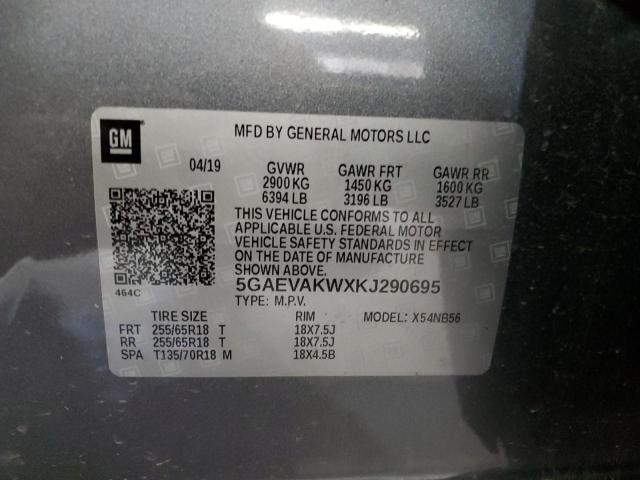 GM
MFD BY GENERAL MOTORS LLC
04/19 GVWR GAWR FRT GAWR RR
2900 KG 1450 KG 1600 KG
6394 LB 3196 LB 3527 LB
THIS VEHICLE CONFORMS TO ALL
APPLICABLE U.S. FEDERAL MOTOR
VEHICLE SAFETY STANDARDS IN EFFECT
ON THE DATE OF MANUFACTURE
SHOWN ABOVE.
464C
5GAEVAKWXKJ290695
TYPE: M.P.V.
TIRE SIZE RIM MODEL: X54NB56
FRT 255/65R18 T 18X7.5J
RR 255/65R18 T 18X7.5J
SPA T135/70R18 M 18X4.5B